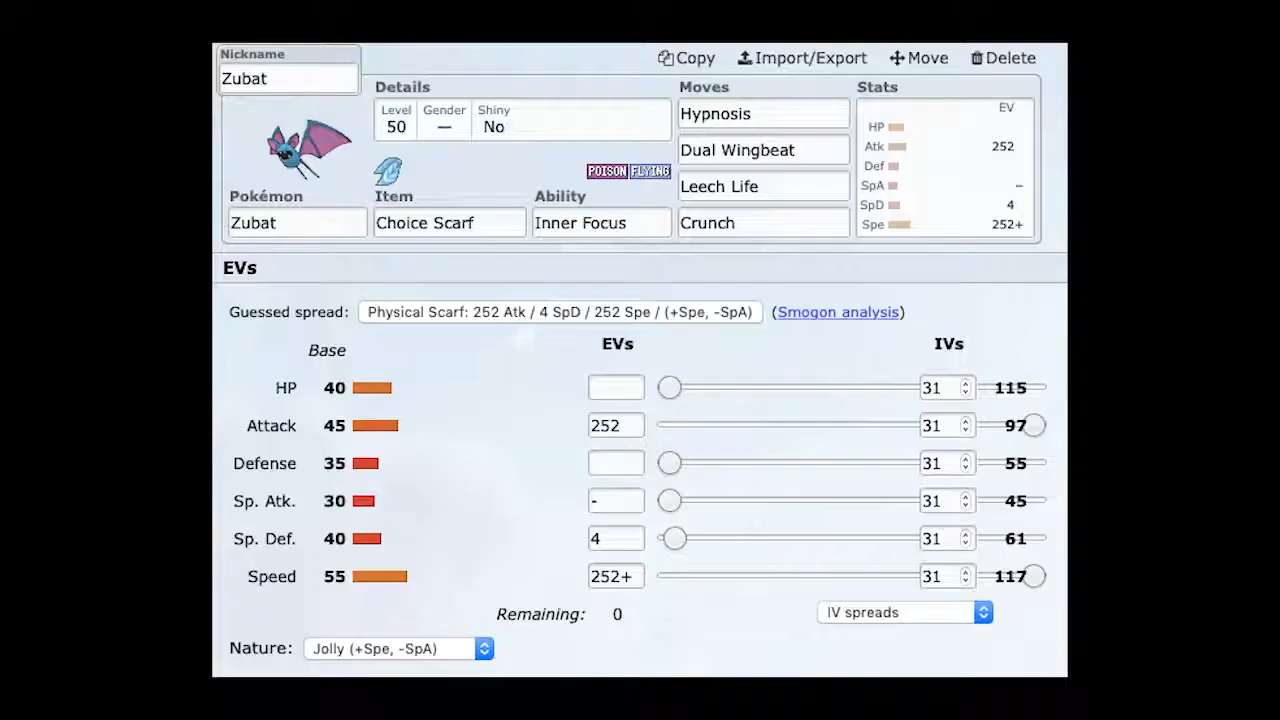 Nickname
Zubat
Copy Import/Export Move Delete
Details
Level Gender Shiny
50 — No
POISON FLYING
Pokémon Item Ability
Zubat Choice Scarf Inner Focus
Moves
Hypnosis
Dual Wingbeat
Leech Life
Crunch
Stats
EV
HP
Atk 252
Def
SpA –
SpD 4
Spe 252+
EVs
Guessed spread: Physical Scarf: 252 Atk / 4 SpD / 252 Spe / (+Spe, -SpA) (Smogon analysis)
Base EVs IVs
HP 40 31 115
Attack 45 252 31 97
Defense 35 31 55
Sp. Atk. 30 - 31 45
Sp. Def. 40 4 31 61
Speed 55 252+ 31 117
Remaining: 0 IV spreads
Nature: Jolly (+Spe, -SpA)